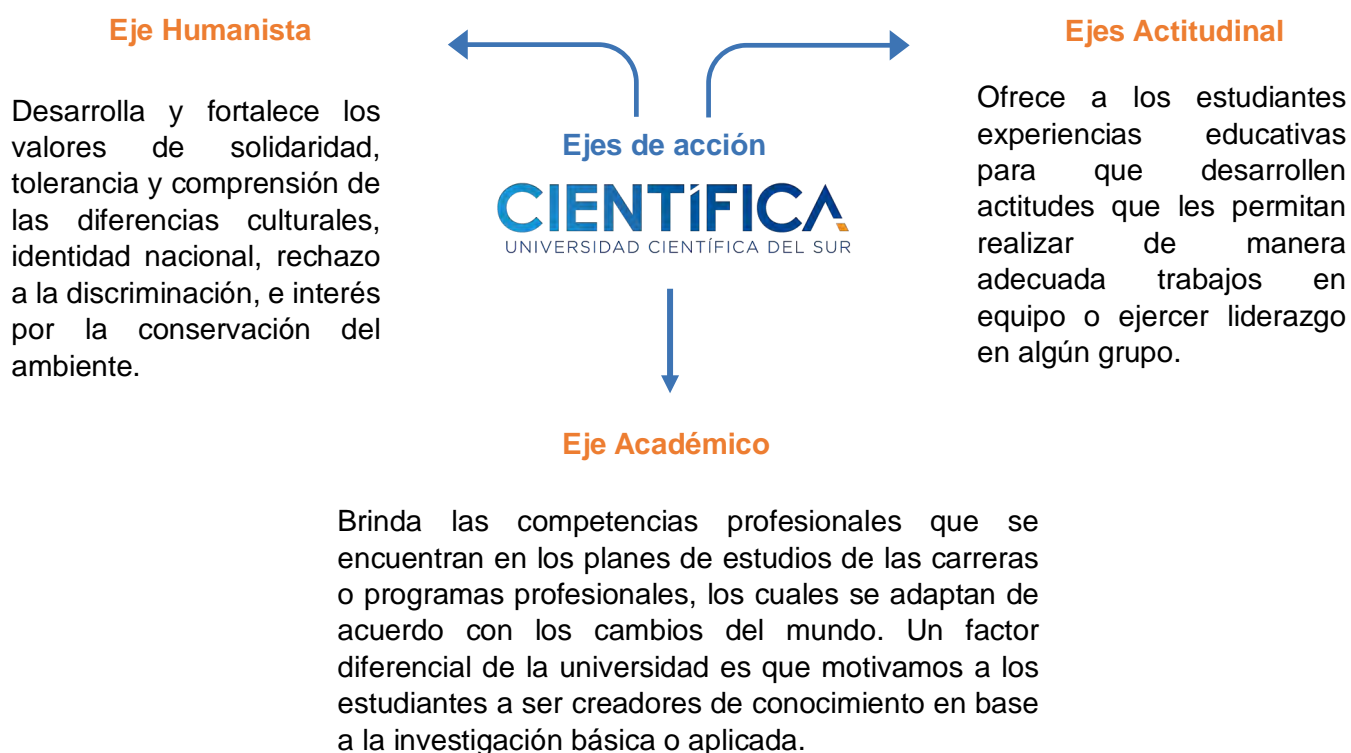 Eje Humanista
Desarrolla y fortalece los
valores de solidaridad,
tolerancia y comprensión de
las diferencias culturales,
identidad nacional, rechazo
a la discriminación, e interés
por la conservación del
ambiente.
Ejes de acción
CIENTÍFICA
UNIVERSIDAD CIENTÍFICA DEL SUR
Ejes Actitudinal
Ofrece a los estudiantes
experiencias educativas
para que desarrollen
actitudes que les permitan
realizar de manera
adecuada trabajos en
equipo o ejercer liderazgo
en algún grupo.
Eje Académico
Brinda las competencias profesionales que se
encuentran en los planes de estudios de las carreras
o programas profesionales, los cuales se adaptan de
acuerdo con los cambios del mundo. Un factor
diferencial de la universidad es que motivamos a los
estudiantes a ser creadores de conocimiento en base
a la investigación básica o aplicada.